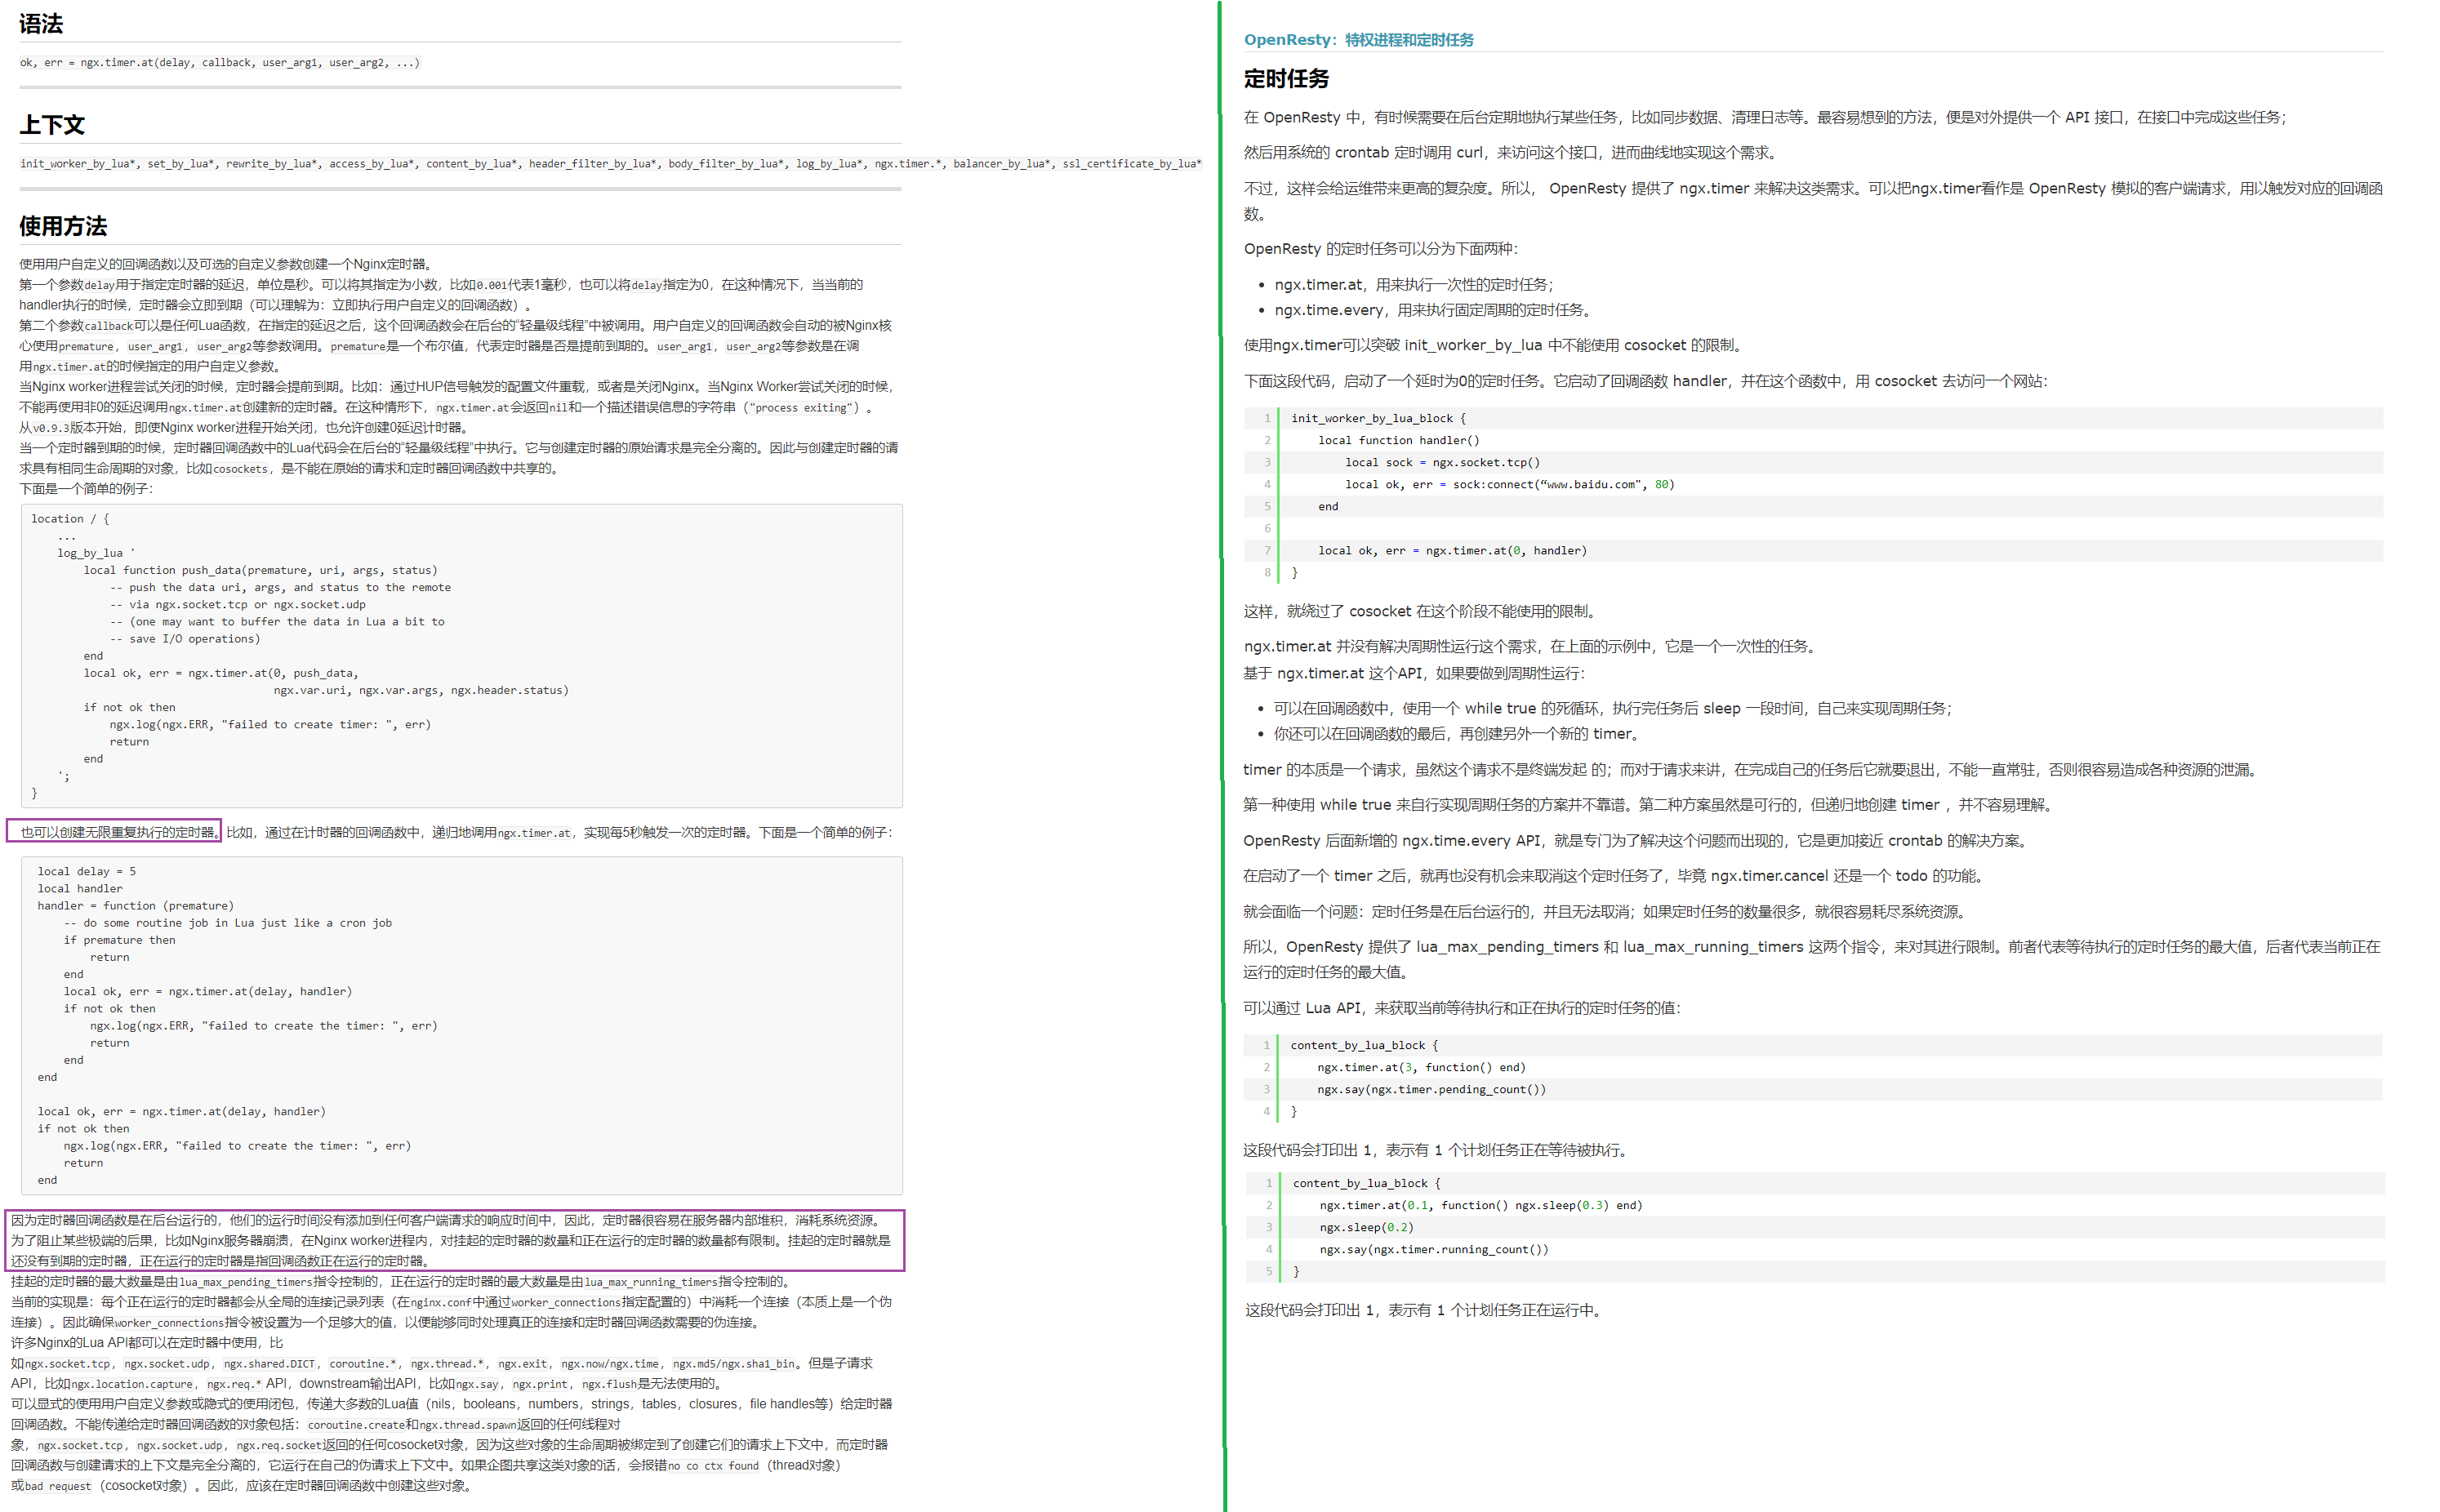 语法
ok, err = ngx.timer.at(delay, callback, user_arg1, user_arg2, ...)
上下文
init_worker_by_lua*, set_by_lua*, rewrite_by_lua*, access_by_lua*, content_by_lua*, header_filter_by_lua*, body_filter_by_lua*, log_by_lua*, ngx.timer.*, balancer_by_lua*, ssl_certificate_by_lua*
使用方法
使用用户自定义的回调函数以及可选的自定义参数创建一个Nginx定时器。
第一个参数delay用于指定定时器的延迟，单位是秒。可以将其指定为小数，比如0.001代表1毫秒，也可以将delay指定为0，在这种情况下，当当前的
handler执行的时候，定时器会立即到期（可以理解为：立即执行用户自定义的回调函数）。
第二个参数callback可以是任何Lua函数，在指定的延迟之后，这个回调函数会在后台的“轻量级线程”中被调用。用户自定义的回调函数会自动的被Nginx核
心使用premature，user_arg1，user_arg2等参数调用。premature是一个布尔值，代表定时器是否是提前到期的。user_arg1，user_arg2等参数是在调
用ngx.timer.at的时候指定的用户自定义参数。
当Nginx worker进程尝试关闭的时候，定时器会提前到期。比如：通过HUP信号触发的配置文件重载，或者是关闭Nginx。当Nginx Worker尝试关闭的时候，
不能再使用非0的延迟调用ngx.timer.at创建新的定时器。在这种情形下，ngx.timer.at会返回nil和一个描述错误信息的字符串（"process exiting"）。
从v0.9.3版本开始，即使Nginx worker进程开始关闭，也允许创建0延迟计时器。
当一个定时器到期的时候，定时器回调函数中的Lua代码会在后台的“轻量级线程”中执行。它与创建定时器的原始请求是完全分离的。因此与创建定时器的请
求具有相同生命周期的对象，比如cosockets，是不能在原始的请求和定时器回调函数中共享的。
下面是一个简单的例子：
location / {
    ...
    log_by_lua '
        local function push_data(premature, uri, args, status)
            -- push the data uri, args, and status to the remote
            -- via ngx.socket.tcp or ngx.socket.udp
            -- (one may want to buffer the data in Lua a bit to
            -- save I/O operations)
        end
        local ok, err = ngx.timer.at(0, push_data,
                                     ngx.var.uri, ngx.var.args, ngx.header.status)
        if not ok then
            ngx.log(ngx.ERR, "failed to create timer: ", err)
            return
        end
    ';
}
也可以创建无限重复执行的定时器。比如，通过在计时器的回调函数中，递归地调用ngx.timer.at，实现每5秒触发一次的定时器。下面是一个简单的例子：
local delay = 5
local handler
handler = function (premature)
    -- do some routine job in Lua just like a cron job
    if premature then
        return
    end
    local ok, err = ngx.timer.at(delay, handler)
    if not ok then
        ngx.log(ngx.ERR, "failed to create the timer: ", err)
        return
    end
end
local ok, err = ngx.timer.at(delay, handler)
if not ok then
    ngx.log(ngx.ERR, "failed to create the timer: ", err)
    return
end
因为定时器回调函数是在后台运行的，他们的运行时间没有添加到任何客户端请求的响应时间中，因此，定时器很容易在服务器内部堆积，消耗系统资源。
为了阻止某些极端的后果，比如Nginx服务器崩溃，在Nginx worker进程内，对挂起的定时器的数量和正在运行的定时器的数量都有限制。挂起的定时器就是
还没有到期的定时器，正在运行的定时器是指回调函数正在运行的定时器。
挂起的定时器的最大数量是由lua_max_pending_timers指令控制的，正在运行的定时器的最大数量是由lua_max_running_timers指令控制的。
当前的实现是：每个正在运行的定时器都会从全局的连接记录列表（在nginx.conf中通过worker_connections指定配置的）中消耗一个连接（本质上是一个伪
连接）。因此确保worker_connections指令被设置为一个足够大的值，以便能够同时处理真正的连接和定时器回调函数需要的伪连接。
许多Nginx的Lua API都可以在定时器中使用，比
如ngx.socket.tcp，ngx.socket.udp，ngx.shared.DICT，coroutine.*，ngx.thread.*，ngx.exit，ngx.now/ngx.time，ngx.md5/ngx.sha1_bin。但是子请求
API，比如ngx.location.capture，ngx.req.* API，downstream输出API，比如ngx.say，ngx.print，ngx.flush是无法使用的。
可以显式的使用用户自定义参数或隐式的使用闭包，传递大多数的Lua值（nils，booleans，numbers，strings，tables，closures，file handles等）给定时器
回调函数。不能传递给定时器回调函数的对象包括：coroutine.create和ngx.thread.spawn返回的任何线程对
象，ngx.socket.tcp，ngx.socket.udp，ngx.req.socket返回的任何cosocket对象，因为这些对象的生命周期被绑定到了创建它们的请求上下文中，而定时器
回调函数与创建请求的上下文是完全分离的，它运行在自己的伪请求上下文中。如果企图共享这类对象的话，会报错no co ctx found（thread对象）
或bad request（cosocket对象）。因此，应该在定时器回调函数中创建这些对象。
OpenResty：特权进程和定时任务
定时任务
在 OpenResty 中，有时候需要在后台定期地执行某些任务，比如同步数据、清理日志等。最容易想到的方法，便是对外提供一个 API 接口，在接口中完成这些任务；
然后用系统的 crontab 定时调用 curl，来访问这个接口，进而曲线地实现这个需求。
不过，这样会给运维带来更高的复杂度。所以， OpenResty 提供了 ngx.timer 来解决这类需求。可以把ngx.timer看作是 OpenResty 模拟的客户端请求，用以触发对应的回调函
数。
OpenResty 的定时任务可以分为下面两种：
• ngx.timer.at，用来执行一次性的定时任务；
• ngx.time.every，用来执行固定周期的定时任务。
使用ngx.timer可以突破 init_worker_by_lua 中不能使用 cosocket 的限制。
下面这段代码，启动了一个延时为0的定时任务。它启动了回调函数 handler，并在这个函数中，用 cosocket 去访问一个网站：
1 init_worker_by_lua_block {
2     local function handler()
3         local sock = ngx.socket.tcp()
4         local ok, err = sock:connect(“www.baidu.com", 80)
5     end
6
7     local ok, err = ngx.timer.at(0, handler)
8 }
这样，就绕过了 cosocket 在这个阶段不能使用的限制。
ngx.timer.at 并没有解决周期性运行这个需求，在上面的示例中，它是一个一次性的任务。
基于 ngx.timer.at 这个API，如果要做到周期性运行：
• 可以在回调函数中，使用一个 while true 的死循环，执行完任务后 sleep 一段时间，自己来实现周期任务；
• 你还可以在回调函数的最后，再创建另外一个新的 timer。
timer 的本质是一个请求，虽然这个请求不是终端发起 的；而对于请求来讲，在完成自己的任务后它就要退出，不能一直常驻，否则很容易造成各种资源的泄漏。
第一种使用 while true 来自行实现周期任务的方案并不靠谱。第二种方案虽然是可行的，但递归地创建 timer ，并不容易理解。
OpenResty 后面新增的 ngx.time.every API，就是专门为了解决这个问题而出现的，它是更加接近 crontab 的解决方案。
在启动了一个 timer 之后，就再也没有机会来取消这个定时任务了，毕竟 ngx.timer.cancel 还是一个 todo 的功能。
就会面临一个问题：定时任务是在后台运行的，并且无法取消；如果定时任务的数量很多，就很容易耗尽系统资源。
所以，OpenResty 提供了 lua_max_pending_timers 和 lua_max_running_timers 这两个指令，来对其进行限制。前者代表等待执行的定时任务的最大值，后者代表当前正在
运行的定时任务的最大值。
可以通过 Lua API，来获取当前等待执行和正在执行的定时任务的值：
1 content_by_lua_block {
2     ngx.timer.at(3, function() end)
3     ngx.say(ngx.timer.pending_count())
4 }
这段代码会打印出 1，表示有 1 个计划任务正在等待被执行。
1 content_by_lua_block {
2     ngx.timer.at(0.1, function() ngx.sleep(0.3) end)
3     ngx.sleep(0.2)
4     ngx.say(ngx.timer.running_count())
5 }
这段代码会打印出 1，表示有 1 个计划任务正在运行中。